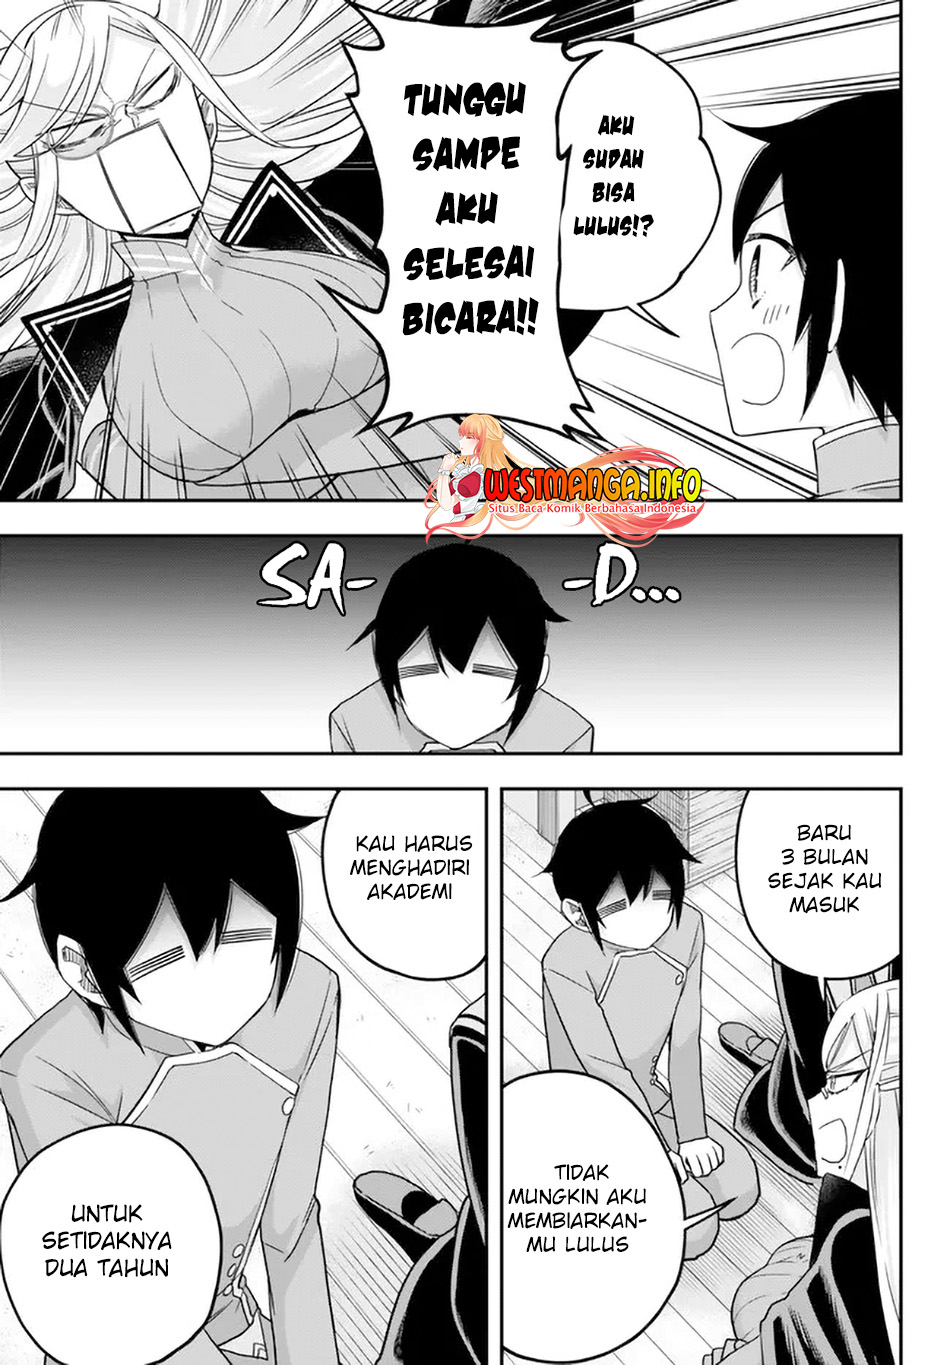 AKU
SUDAH
BISA
LULUS!?
TUNGGU
SAMPE
AKU
SELESAI
BICARA!!
WESTMANGA.INFO
Situs Baca Komik Berbahasa Indonesia
SA- -D...
BARU
3 BULAN
SEJAK KAU
MASUK
TIDAK
MUNGKIN AKU
MEMBIARKAN-
MU LULUS
KAU HARUS
MENGHADIRI
AKADEMI
UNTUK
SETIDAKNYA
DUA TAHUN